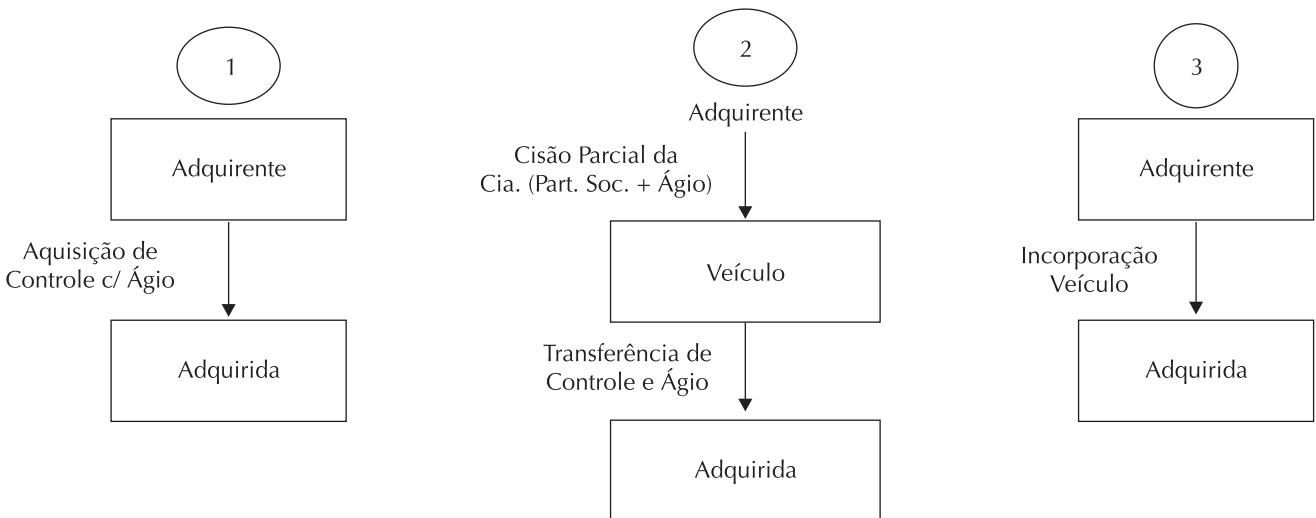 1
Adquirente
Aquisição de
Controle c/ Ágio
Adquirida
2
Adquirente
Cisão Parcial da
Cia. (Part. Soc. + Ágio)
Veículo
Transferência de
Controle e Ágio
Adquirida
3
Adquirente
Incorporação
Veículo
Adquirida